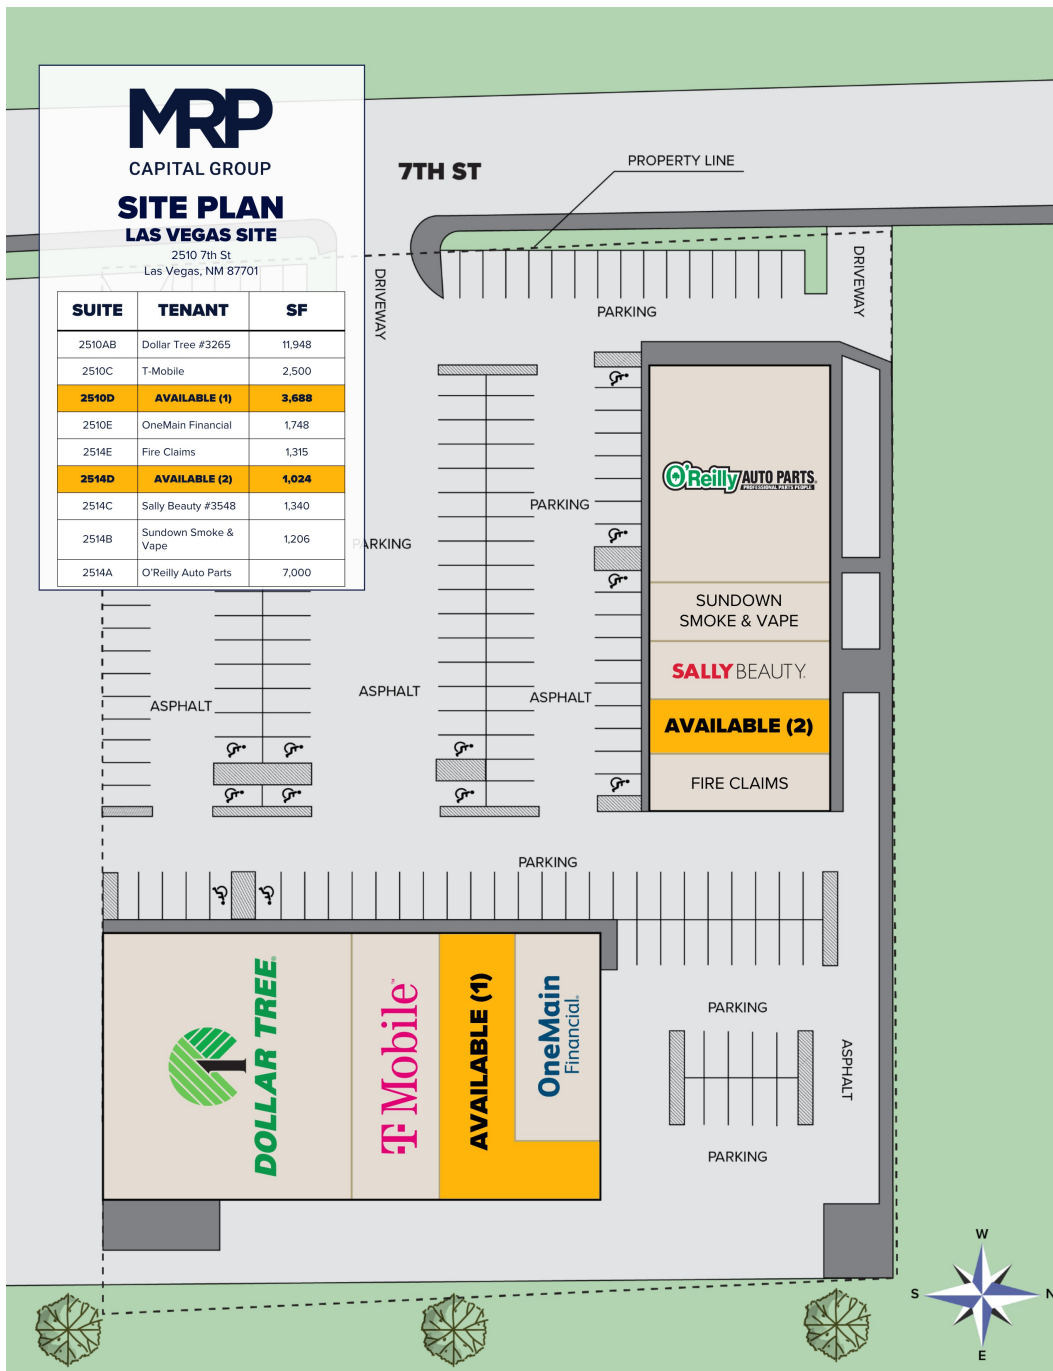 MRP
CAPITAL GROUP
SITE PLAN
LAS VEGAS SITE
2510 7th St
Las Vegas, NM 87701
SUITE TENANT SF
2510AB Dollar Tree #3265 11,948
2510C T-Mobile 2,500
2510D AVAILABLE (1) 3,688
2510E OneMain Financial 1,748
2514E Fire Claims 1,315
2514D AVAILABLE (2) 1,024
2514C Sally Beauty #3548 1,340
2514B Sundown Smoke &
Vape 1,206
2514A O'Reilly Auto Parts 7,000
7TH ST
PROPERTY LINE
DRIVEWAY
DRIVEWAY
PARKING
O'Reilly AUTO PARTS
PROFESSIONAL PARTS PEOPLE
PARKING
PARKING
SUNDOWN
SMOKE & VAPE
SALLY BEAUTY
ASPHALT
ASPHALT
ASPHALT
AVAILABLE (2)
FIRE CLAIMS
PARKING
DOLLAR TREE
T Mobile™
AVAILABLE (1)
OneMain
Financial
PARKING
ASPHALT
PARKING
W
S
N
E